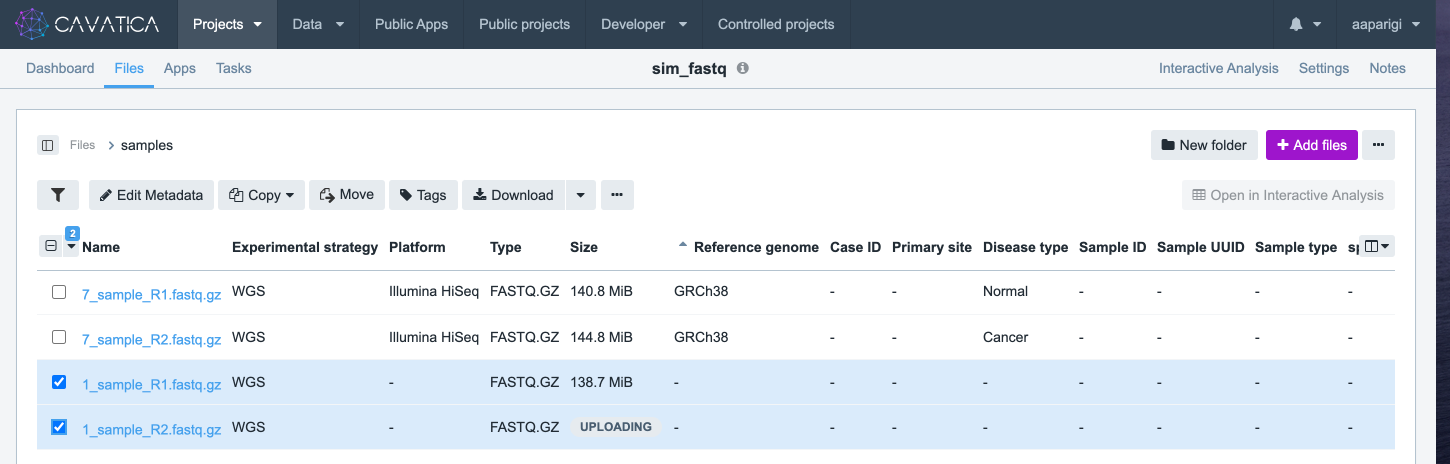 CAVATICA Projects Data Public Apps Public projects Developer Controlled projects aaparigi
Dashboard Files Apps Tasks sim_fastq Interactive Analysis Settings Notes
Files > samples New folder + Add files ...
Edit Metadata Copy Move Tags Download ... Open in Interactive Analysis
2
Name Experimental strategy Platform Type Size Reference genome Case ID Primary site Disease type Sample ID Sample UUID Sample type
7_sample_R1.fastq.gz WGS Illumina HiSeq FASTQ.GZ 140.8 MiB GRCh38 - - Normal - - - -
7_sample_R2.fastq.gz WGS Illumina HiSeq FASTQ.GZ 144.8 MiB GRCh38 - - Cancer - - - -
1_sample_R1.fastq.gz WGS - FASTQ.GZ 138.7 MiB - - - - - - - -
1_sample_R2.fastq.gz WGS - FASTQ.GZ UPLOADING - - - - - - - -